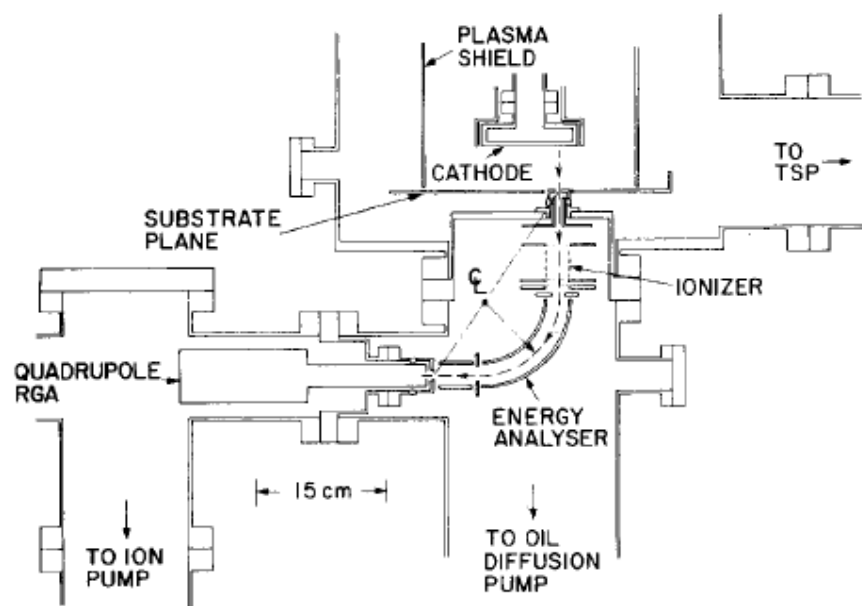 PLASMA
SHIELD
CATHODE
TO
TSP
SUBSTRATE
PLANE
℄
IONIZER
QUADRUPOLE
RGA
ENERGY
ANALYSER
15 cm
TO ION
PUMP
TO OIL
DIFFUSION
PUMP